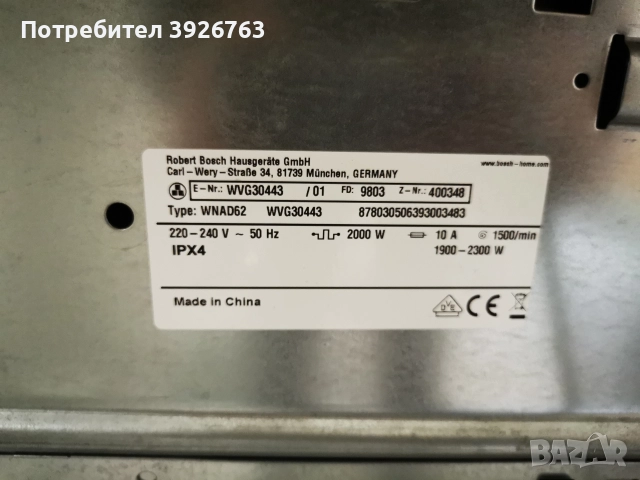 Потребител 3926763
Robert Bosch Hausgeräte GmbH
Carl-Wery-Straße 34, 81739 München, GERMANY
www.bosch-home.com
E-Nr.: WVG30443 /01 FD: 9803 Z-Nr.: 400348
Type: WNAD62 WVG30443 878030506393003483
220-240 V ~ 50 Hz 2000 W 10 A 1500/min
IPX4 1900-2300 W
Made in China
DVE CE
BAZAR